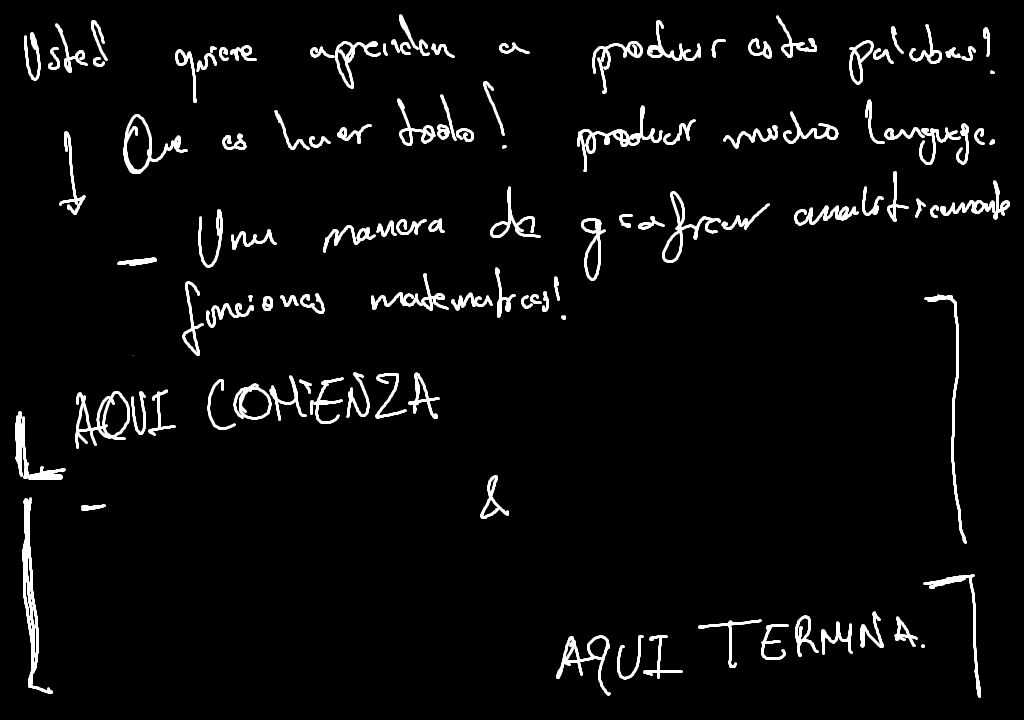 Usted quiere aprender a producir estas palabras!
Que es hacer todo! producir mucho language.
- Una manera de graficar analiticamente
funciones matematicas!
AQUI COMIENZA
- &
AQUI TERMINA.